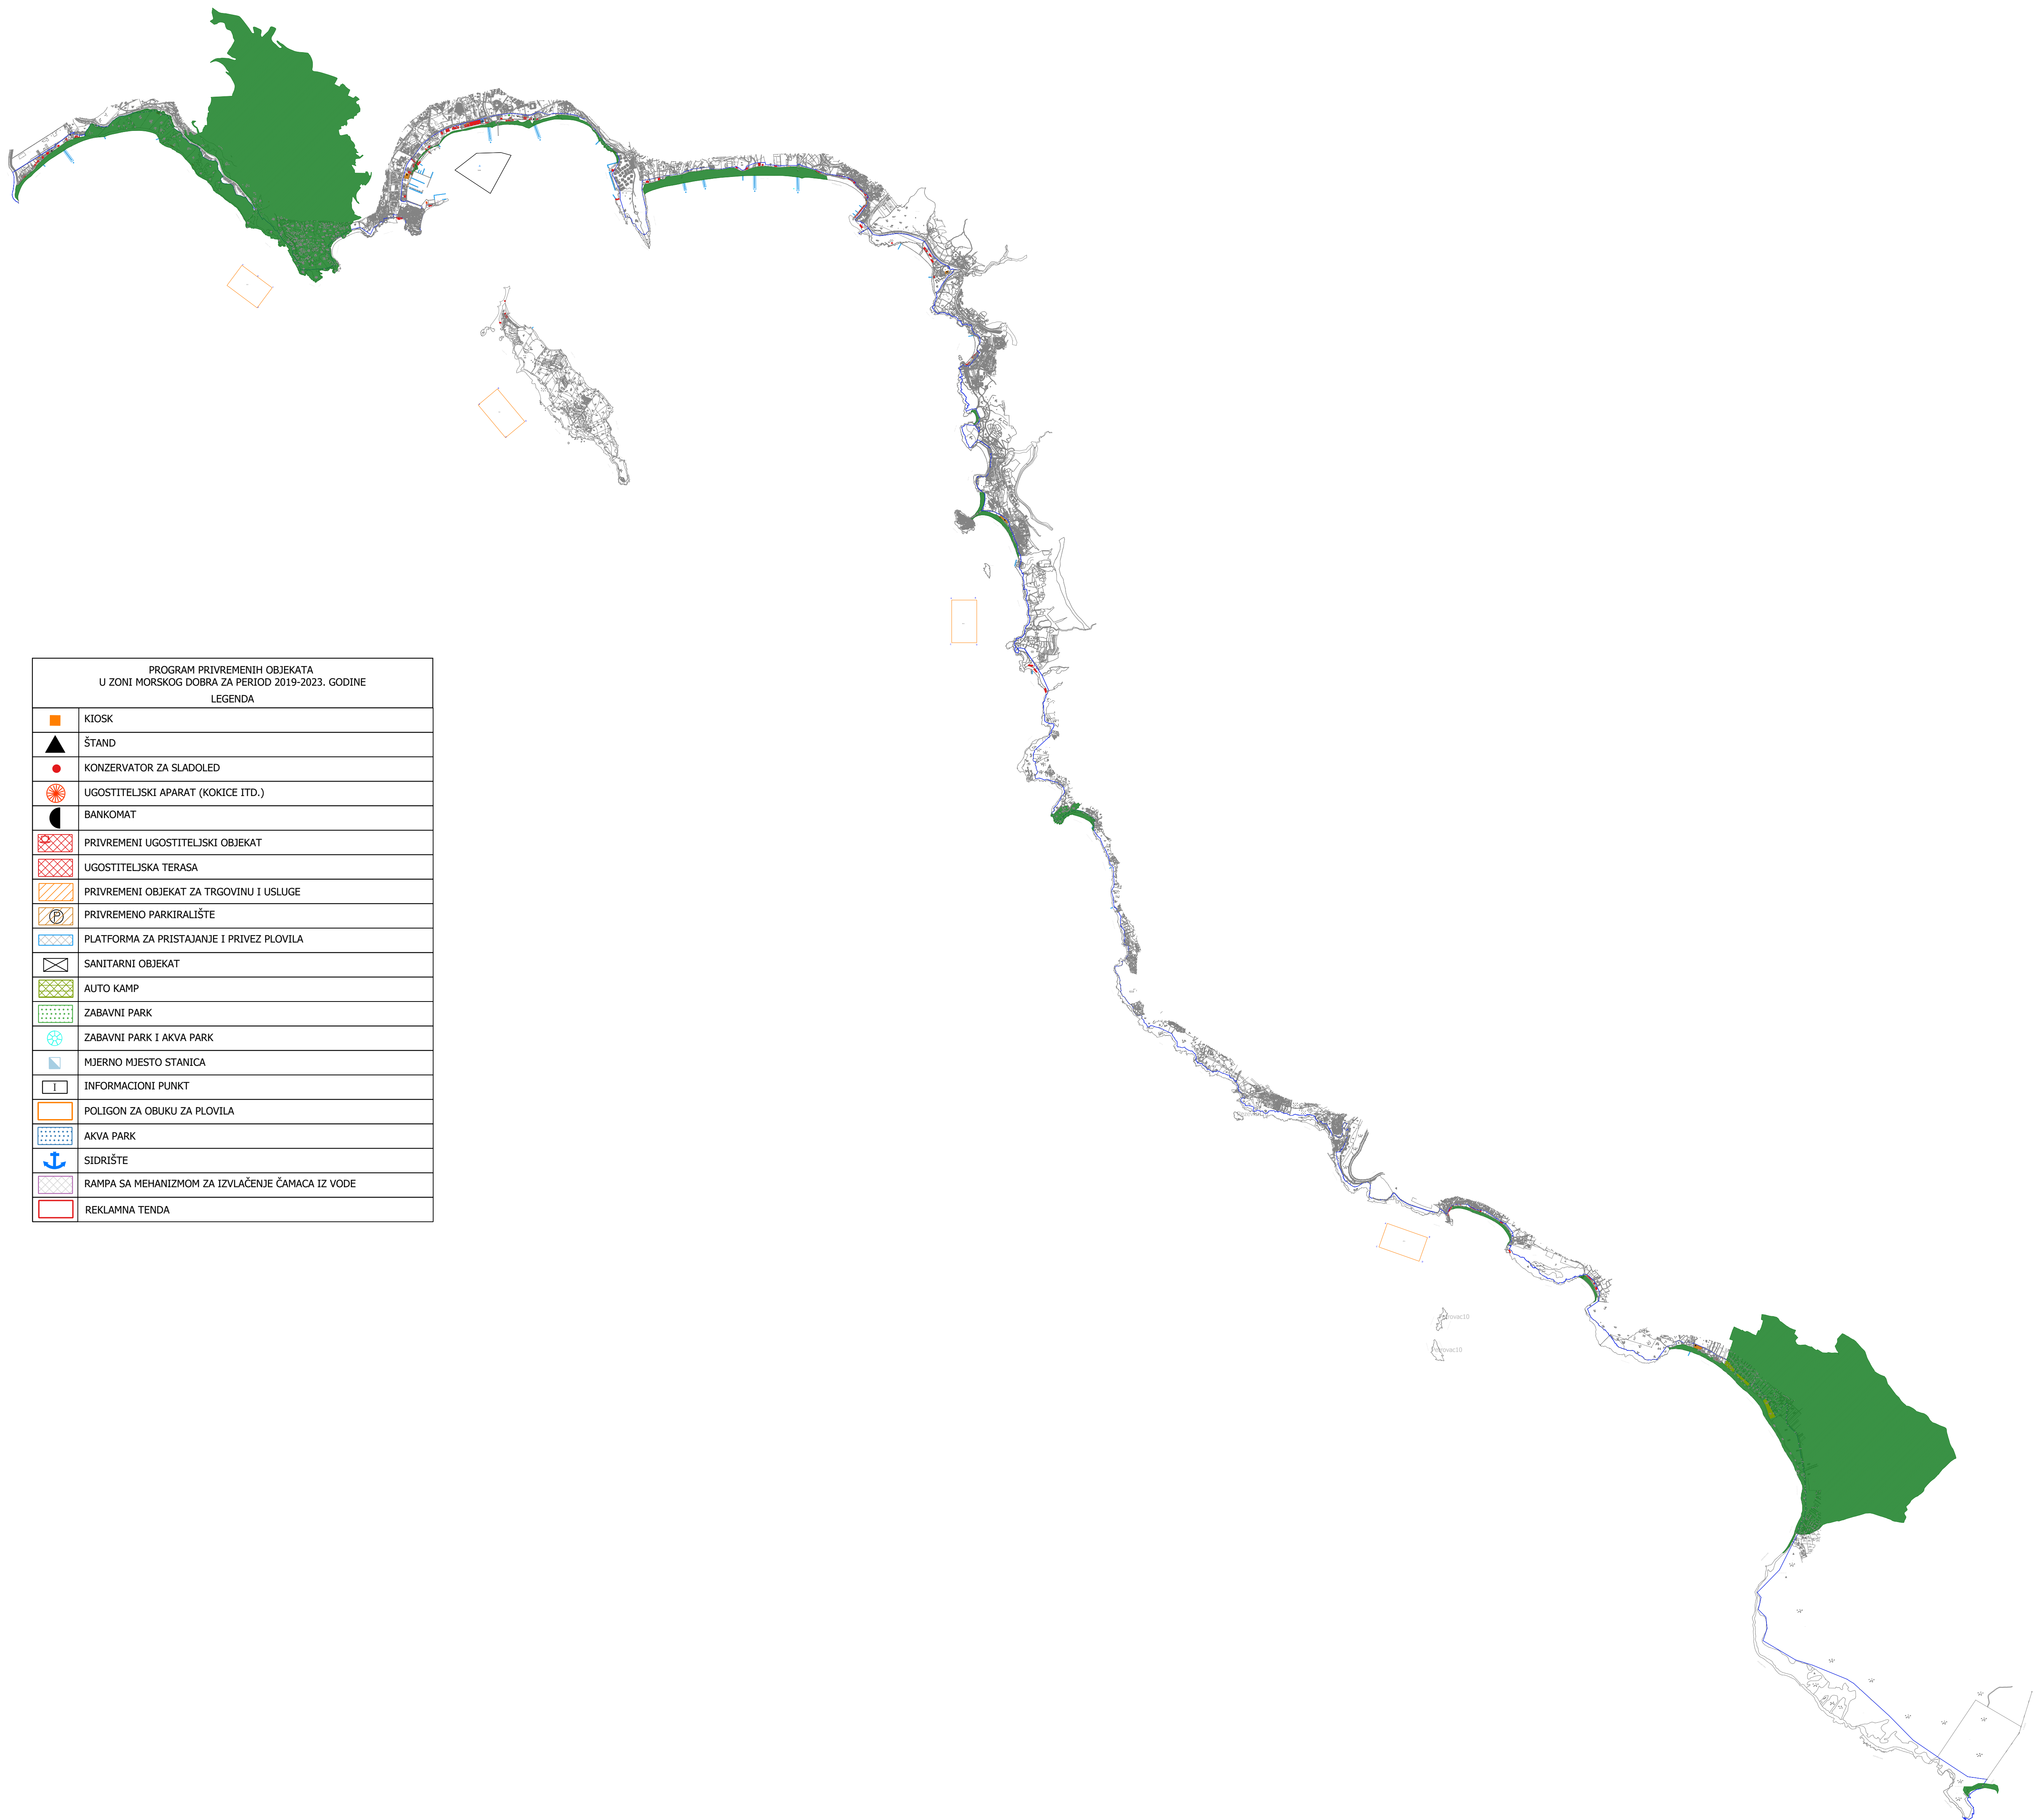 PROGRAM PRIVREMENIH OBJEKATA
U ZONI MORSKOG DOBRA ZA PERIOD 2019-2023. GODINE
LEGENDA
KIOSK
ŠTAND
KONZERVATOR ZA SLADOLED
UGOSTITELJSKI APARAT (KOKICE ITD.)
BANKOMAT
PRIVREMENI UGOSTITELJSKI OBJEKAT
UGOSTITELJSKA TERASA
PRIVREMENI OBJEKAT ZA TRGOVINU I USLUGE
P PRIVREMENO PARKIRALIŠTE
PLATFORMA ZA PRISTAJANJE I PRIVEZ PLOVILA
SANITARNI OBJEKAT
AUTO KAMP
ZABAVNI PARK
ZABAVNI PARK I AKVA PARK
MJERNO MJESTO STANICA
I INFORMACIONI PUNKT
POLIGON ZA OBUKU ZA PLOVILA
AKVA PARK
SIDRIŠTE
RAMPA SA MEHANIZMOM ZA IZVLAČENJE ČAMACA IZ VODE
REKLAMNA TENDA